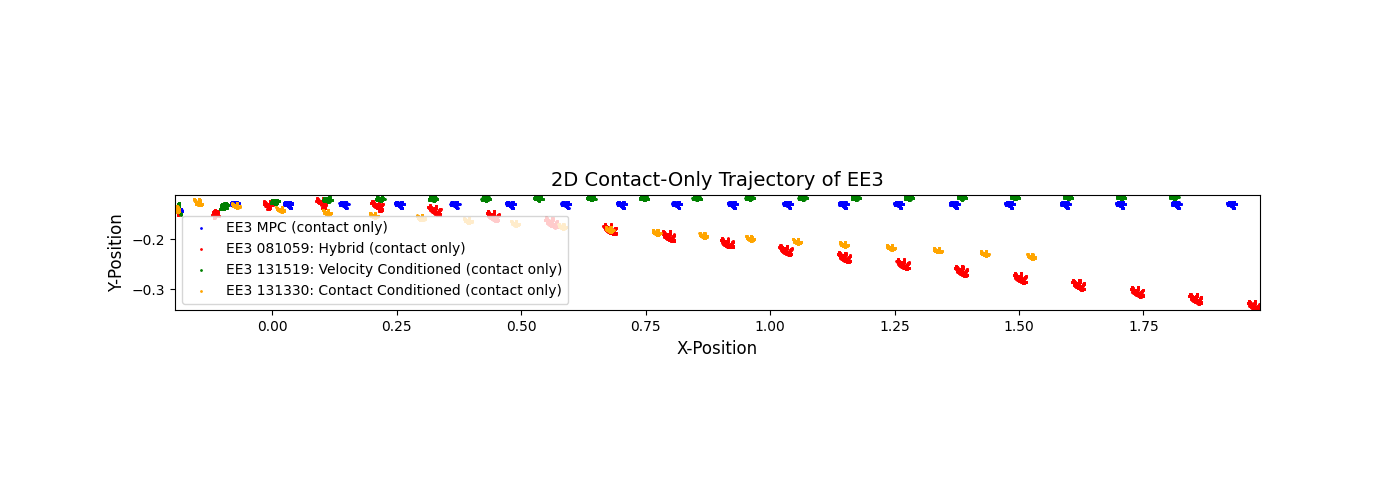 2D Contact-Only Trajectory of EE3
Y-Position
−0.2
−0.3
EE3 MPC (contact only)
EE3 081059: Hybrid (contact only)
EE3 131519: Velocity Conditioned (contact only)
EE3 131330: Contact Conditioned (contact only)
0.00 0.25 0.50 0.75 1.00 1.25 1.50 1.75
X-Position